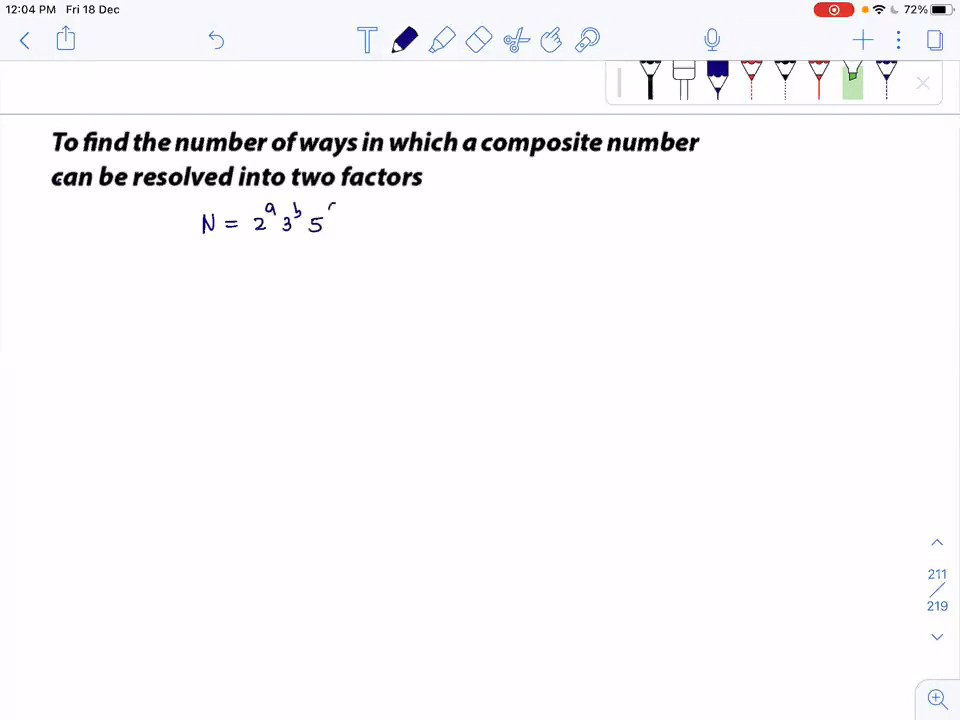 12:04 PM Fri 18 Dec
72%
T
To find the number of ways in which a composite number
can be resolved into two factors
N = 2^a 3^b 5
211
219